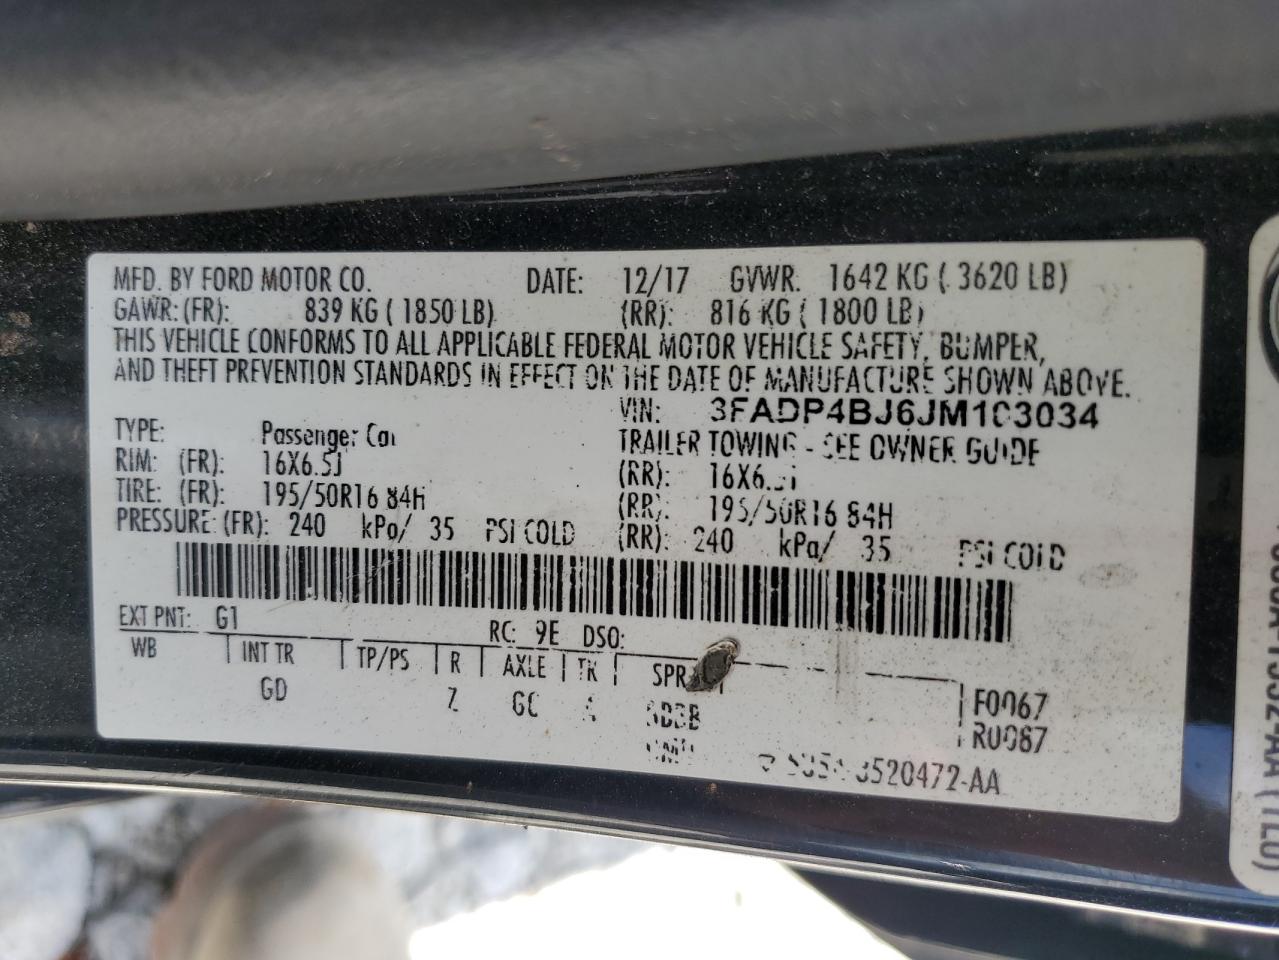 MFD. BY FORD MOTOR CO. DATE: 12/17 GVWR. 1642 KG ( 3620 LB)
GAWR:(FR): 839 KG ( 1850 LB) (RR): 816 KG ( 1800 LB)
THIS VEHICLE CONFORMS TO ALL APPLICABLE FEDERAL MOTOR VEHICLE SAFETY, BUMPER,
AND THEFT PREVENTION STANDARDS IN EFFECT ON THE DATE OF MANUFACTURE SHOWN ABOVE.
VIN: 3FADP4BJ6JM103034
TYPE: Passenger Car TRAILER TOWING - SEE OWNER GUIDE
RIM: (FR): 16X6.5J (RR): 16X6.5J
TIRE: (FR): 195/50R16 84H (RR): 195/50R16 84H
PRESSURE (FR): 240 kPa/ 35 PSI COLD (RR): 240 kPa/ 35 PSI COLD
EXT PNT: G1 RC: 9E DSO:
WB INT TR TP/PS R AXLE TR SPR
GD Z GC F0067
R0087
3520472-AA